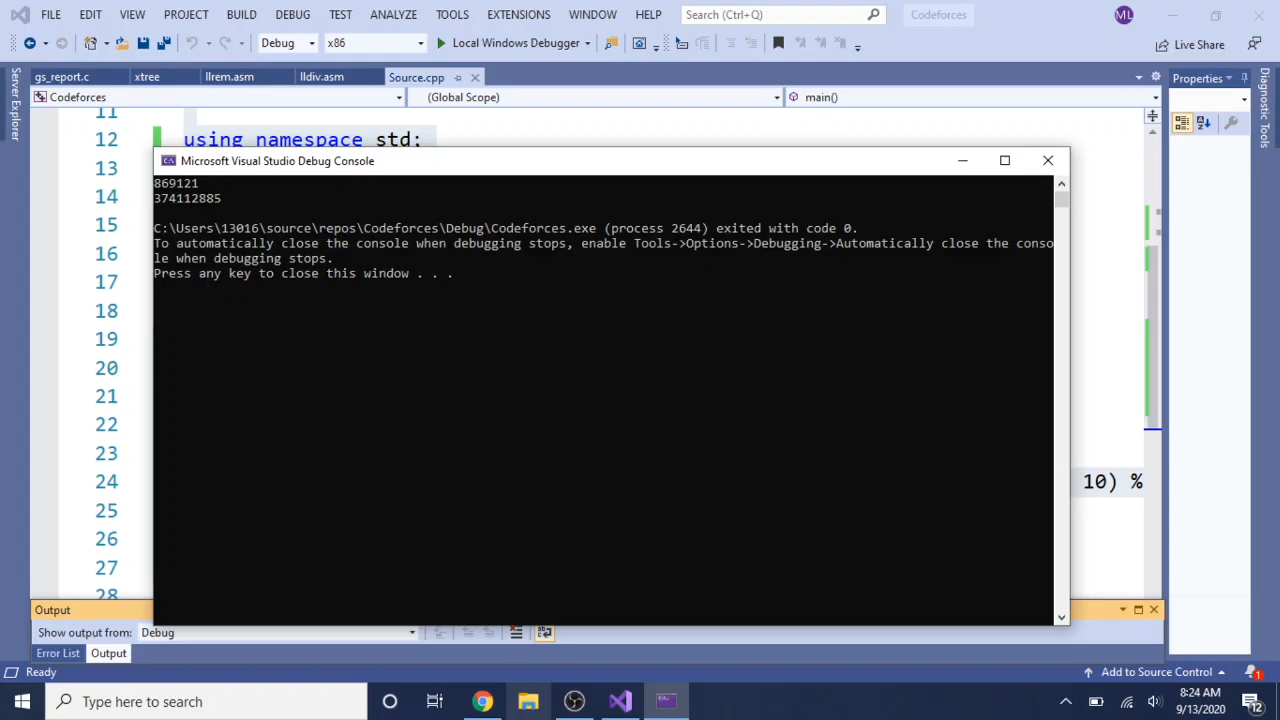 FILE EDIT VIEW PROJECT BUILD DEBUG TEST ANALYZE TOOLS EXTENSIONS WINDOW HELP Search (Ctrl+Q) Codeforces ML
Debug x86 Local Windows Debugger Live Share
gs_report.c xtree llrem.asm lldiv.asm Source.cpp Properties
Codeforces (Global Scope) main()
Server Explorer
Diagnostic Tools
11
12 using namespace std;
13
14
15
16
17
18
19
20
21
22
23
24 10) %
25
26
27
28
Microsoft Visual Studio Debug Console
869121
374112885
C:\Users\13016\source\repos\Codeforces\Debug\Codeforces.exe (process 2644) exited with code 0.
To automatically close the console when debugging stops, enable Tools->Options->Debugging->Automatically close the conso
le when debugging stops.
Press any key to close this window . . .
Output
Show output from: Debug
Error List Output
Ready Add to Source Control 1
Type here to search 8:24 AM
9/13/2020 12